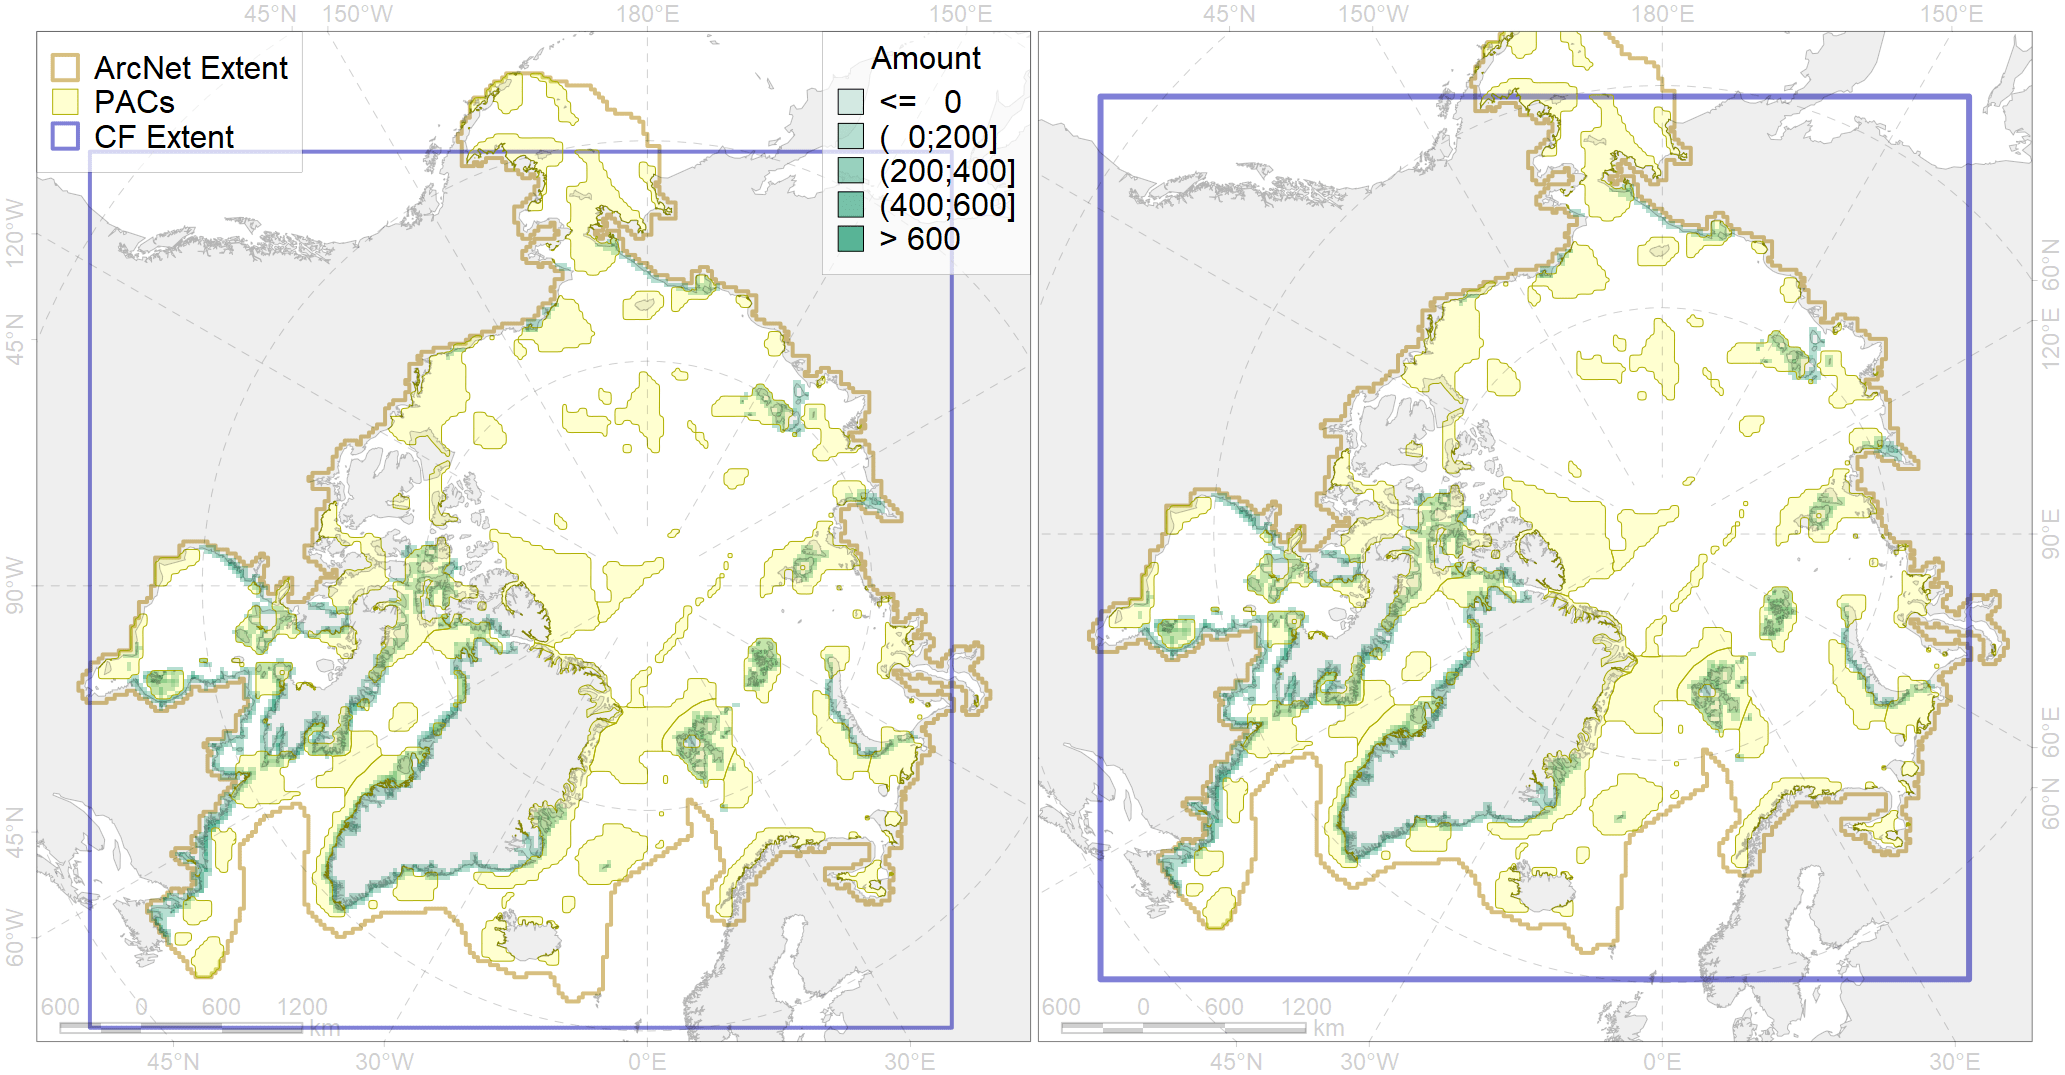 45°N 150°W 180°E 150°E 45°N 150°W 180°E 150°E
ArcNet Extent
PACs
CF Extent
Amount
<= 0
( 0;200]
(200;400]
(400;600]
> 600
120°W
45°N
90°W
45°N
60°W
60°N
120°E
90°E
60°E
60°N
600 0 600 1200
km
600 0 600 1200
km
45°N 30°W 0°E 30°E 45°N 30°W 0°E 30°E